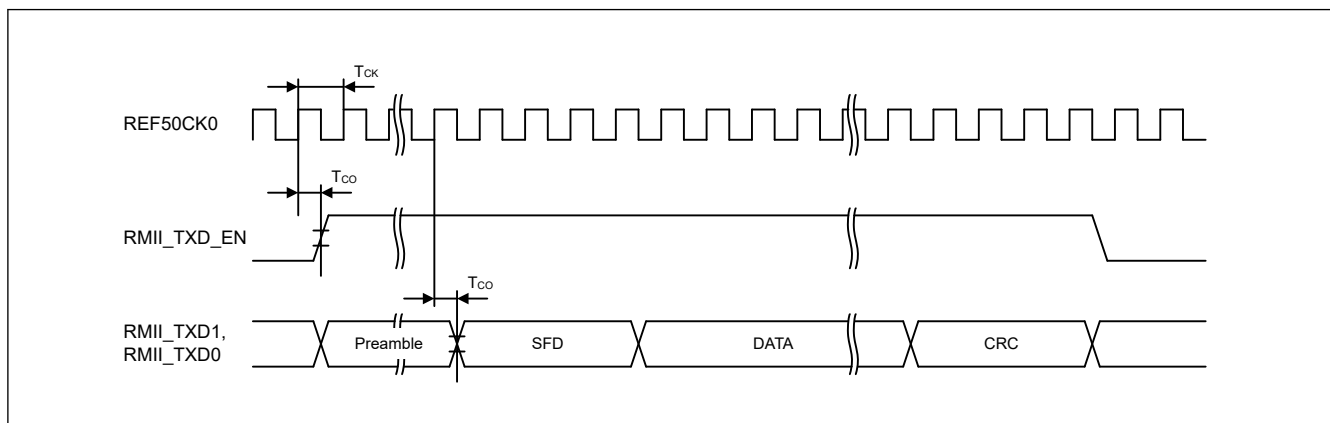 TCK
REF50CK0
TCO
RMII_TXD_EN
TCO
RMII_TXD1,
RMII_TXD0
Preamble
SFD
DATA
CRC